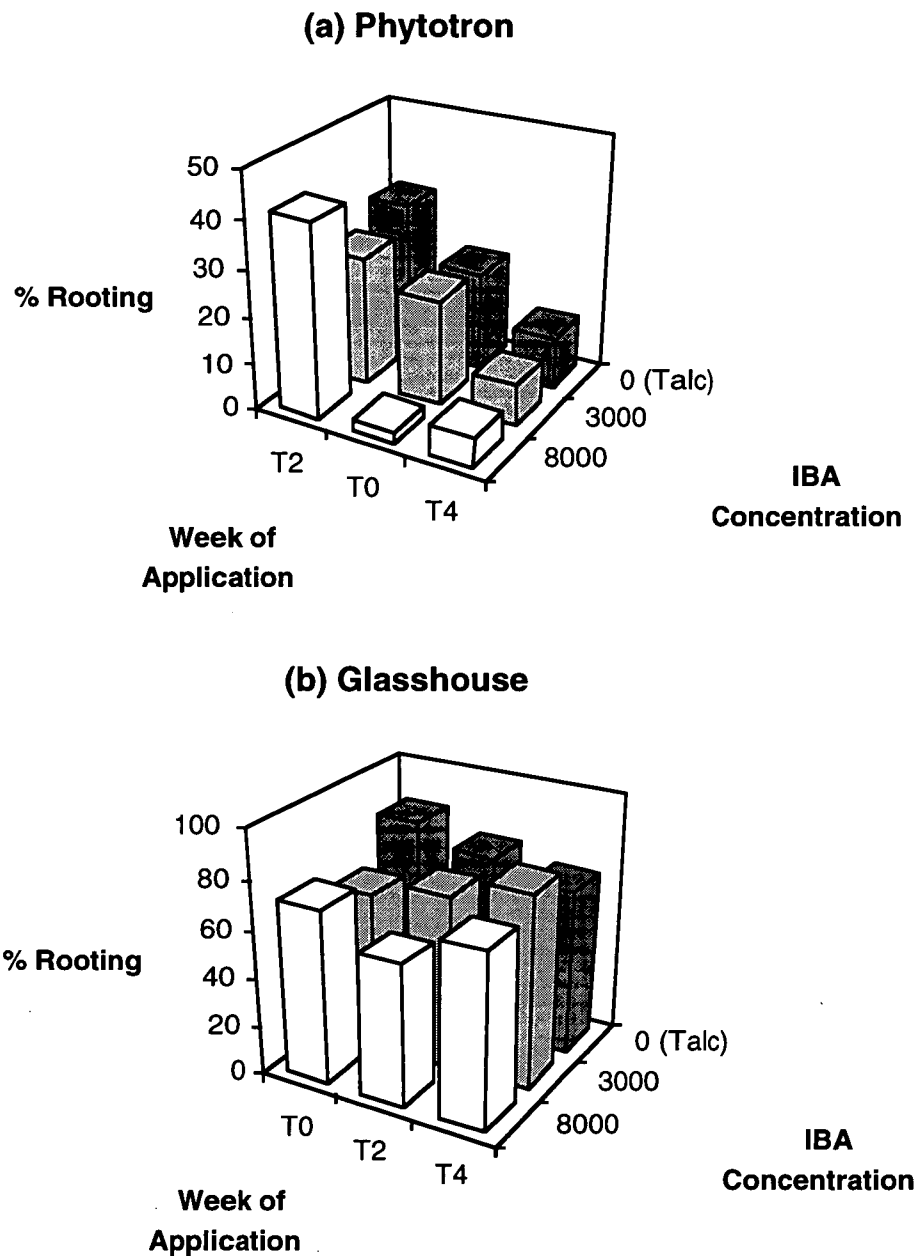 (a) Phytotron
50
40
30
20
10
0
% Rooting
T2
T0
T4
Week of
Application
0 (Talc)
3000
8000
IBA
Concentration
(b) Glasshouse
100
80
60
40
20
0
% Rooting
T0
T2
T4
Week of
Application
0 (Talc)
3000
8000
IBA
Concentration